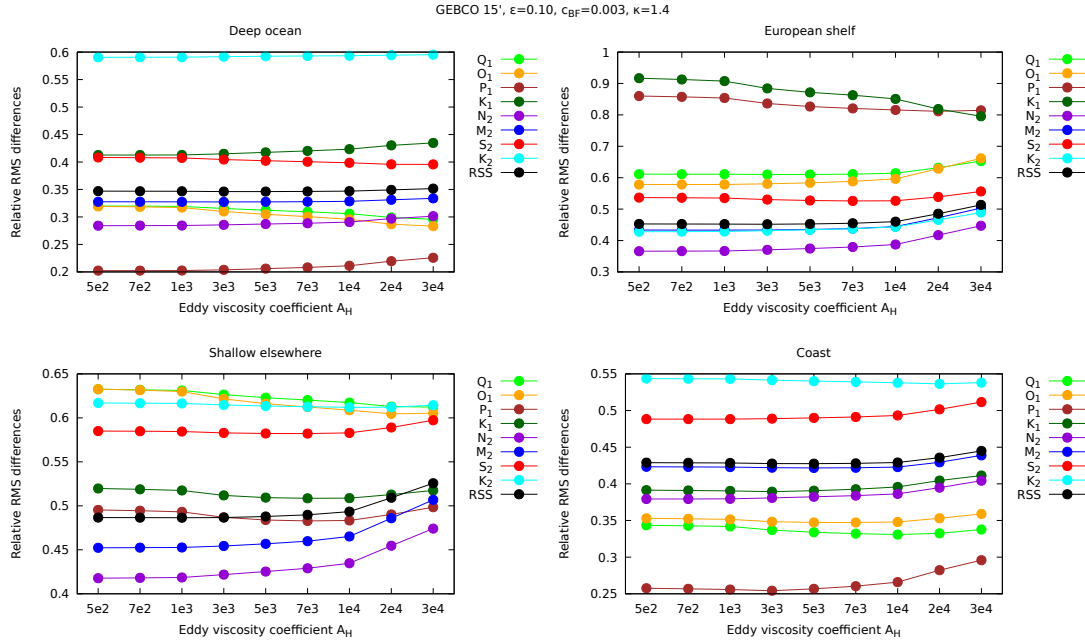 GEBCO 15', ε=0.10, cBF=0.003, κ=1.4
Deep ocean
Relative RMS differences
0.6
0.55
0.5
0.45
0.4
0.35
0.3
0.25
0.2
5e2 7e2 1e3 3e3 5e3 7e3 1e4 2e4 3e4
Eddy viscosity coefficient AH
Q1
O1
P1
K1
N2
M2
S2
K2
RSS
European shelf
Relative RMS differences
1
0.9
0.8
0.7
0.6
0.5
0.4
0.3
5e2 7e2 1e3 3e3 5e3 7e3 1e4 2e4 3e4
Eddy viscosity coefficient AH
Q1
O1
P1
K1
N2
M2
S2
K2
RSS
Shallow elsewhere
Relative RMS differences
0.65
0.6
0.55
0.5
0.45
0.4
5e2 7e2 1e3 3e3 5e3 7e3 1e4 2e4 3e4
Eddy viscosity coefficient AH
Q1
O1
P1
K1
N2
M2
S2
K2
RSS
Coast
Relative RMS differences
0.55
0.5
0.45
0.4
0.35
0.3
0.25
5e2 7e2 1e3 3e3 5e3 7e3 1e4 2e4 3e4
Eddy viscosity coefficient AH
Q1
O1
P1
K1
N2
M2
S2
K2
RSS